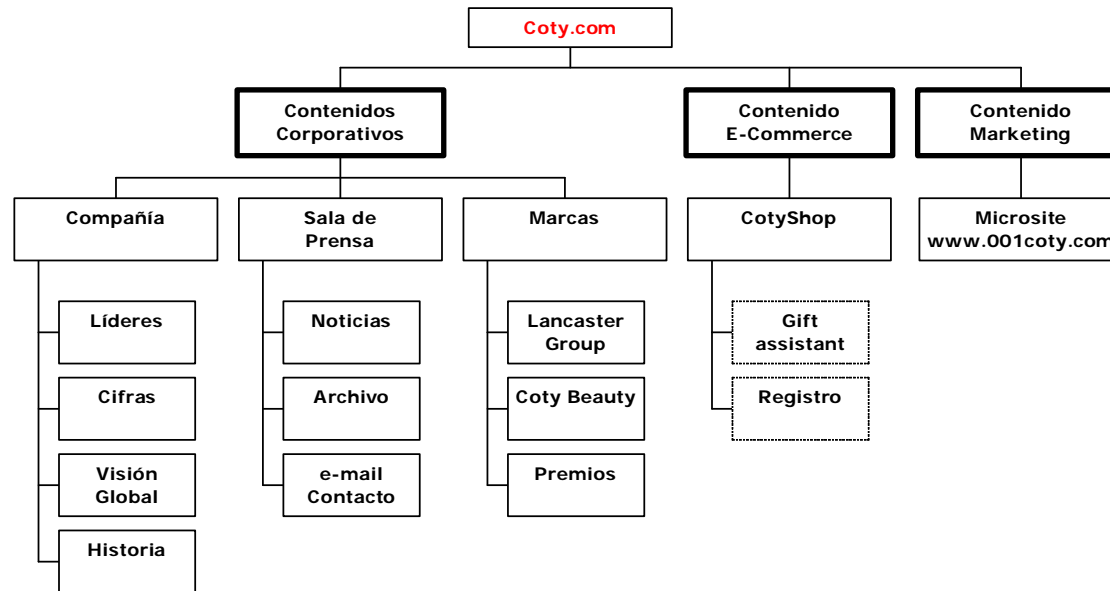 Coty.com
Contenidos
Corporativos
Contenido
E-Commerce
Contenido
Marketing
Compañía
Sala de
Prensa
Marcas
CotyShop
Microsite
www.001coty.com
Líderes
Noticias
Lancaster
Group
Gift
assistant
Cifras
Archivo
Coty Beauty
Registro
Visión
Global
e-mail
Contacto
Premios
Historia